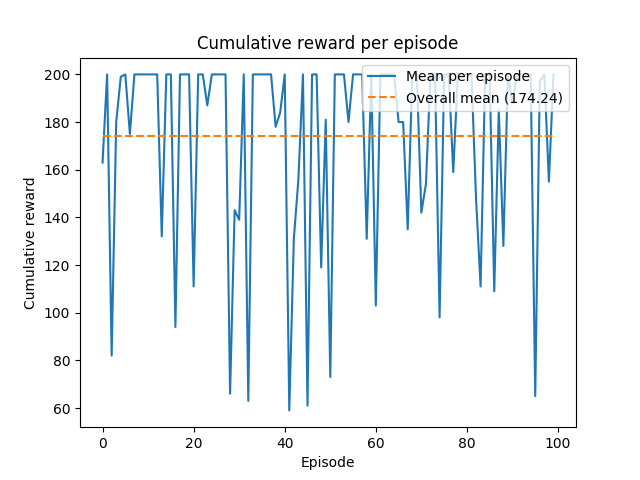 Cumulative reward per episode
Mean per episode
Overall mean (174.24)
Cumulative reward
200
180
160
140
120
100
80
60
0 20 40 60 80 100
Episode